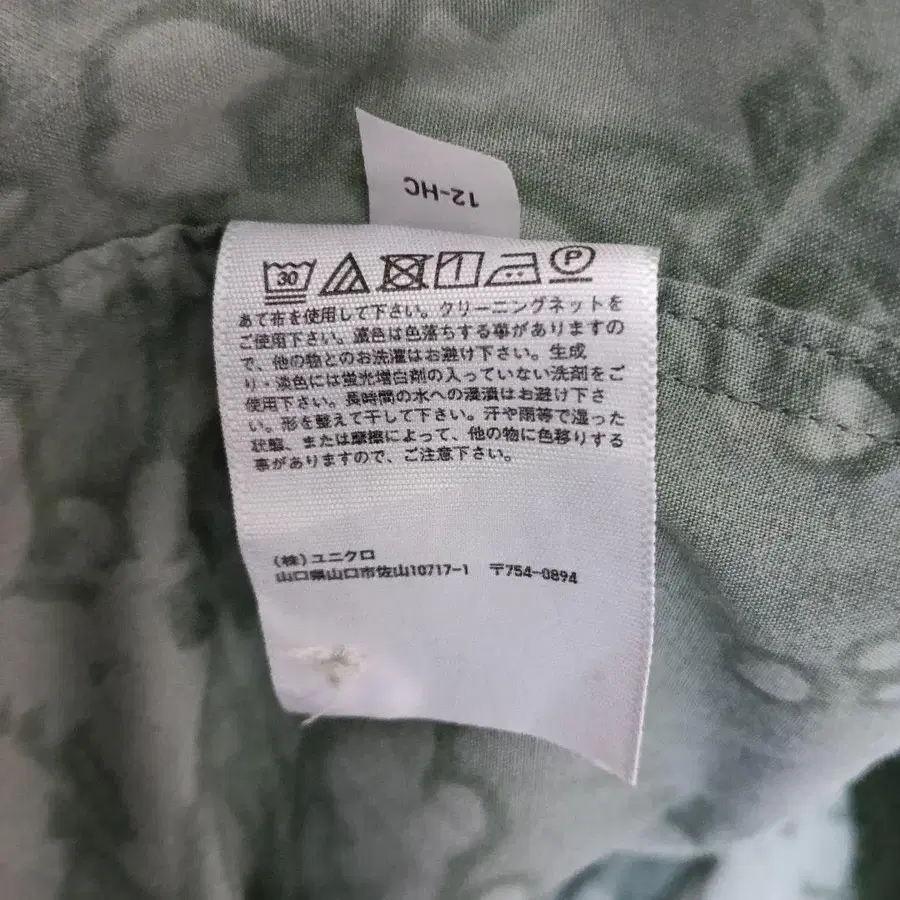 12-HC
30 P
あて布を使用して下さい。クリーニングネットを
ご使用下さい。濃色は色落ちする事がありますの
で、他の物とのお洗濯はお避け下さい。生成
り・淡色には蛍光増白剤の入っていない洗剤をご
使用下さい。長時間の水への浸漬はお避け下さ
い。形を整えて干して下さい。汗や雨等で湿った
状態、または摩擦によって、他の物に色移りする
事がありますので、ご注意下さい。
(株)ユニクロ
山口県山口市佐山10717-1 〒754-0894